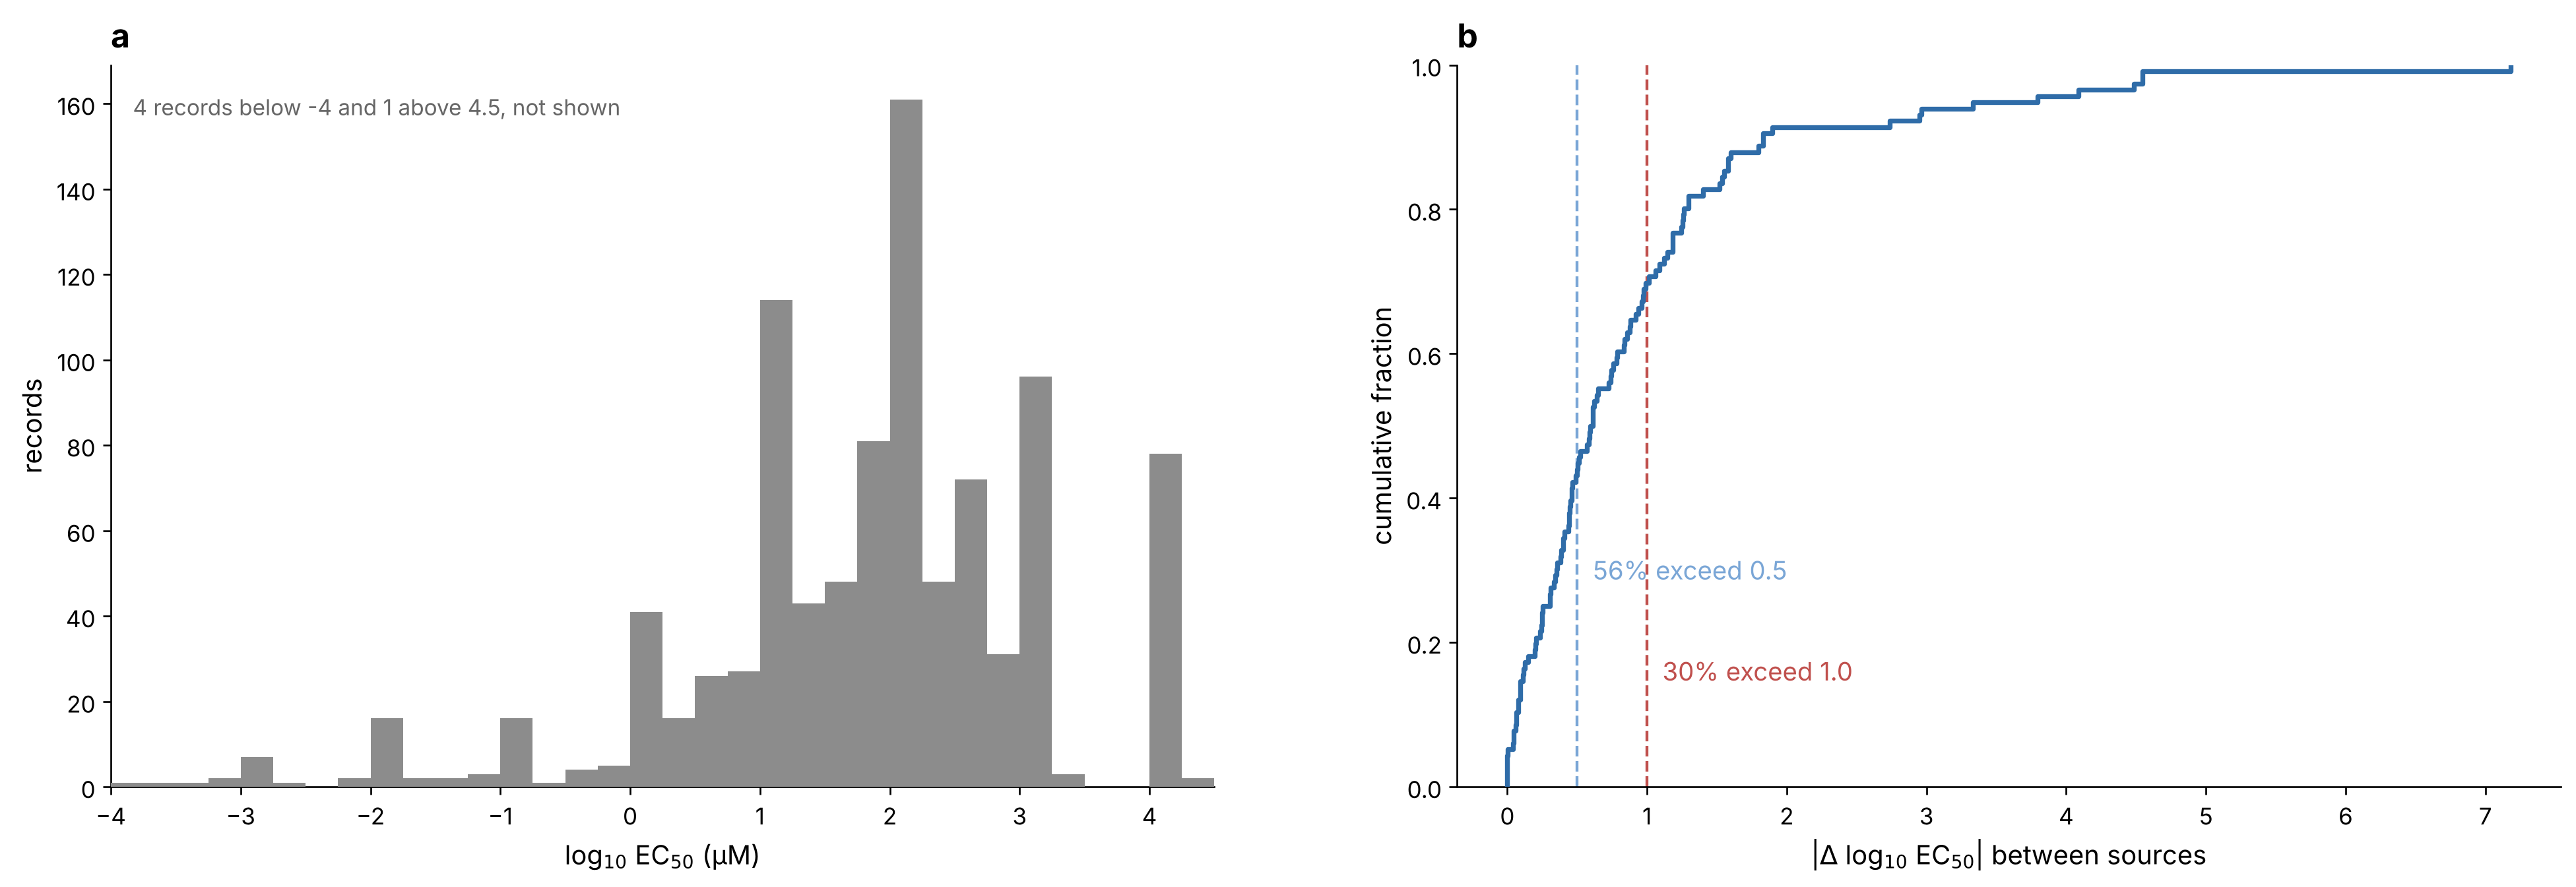 a
4 records below -4 and 1 above 4.5, not shown
160
140
120
100
80
60
40
20
0
records
−4 −3 −2 −1 0 1 2 3 4
log₁₀ EC₅₀ (µM)
b
1.0
0.8
0.6
0.4
0.2
0.0
cumulative fraction
56% exceed 0.5
30% exceed 1.0
0 1 2 3 4 5 6 7
|Δ log₁₀ EC₅₀| between sources